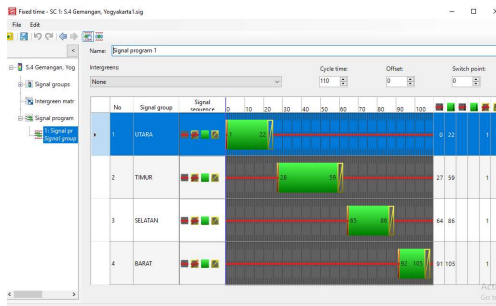 Fixed time - SC 1: S.4 Gemangan, Yogyakarta1.sig
File Edit
Name: Signal program 1
S.4 Gemangan, Yog
Signal groups
Intergreen matr
Signal program
1: Signal pr
Signal group
Intergreens: Cycle time: Offset: Switch point:
None 110 0 0
No Signal group Signal sequence 0 10 20 30 40 50 60 70 80 90 100
1 UTARA 1 22 0 22 1
2 TIMUR 28 59 27 59 1
3 SELATAN 65 86 64 86 1
4 BARAT 92 105 91 105 1